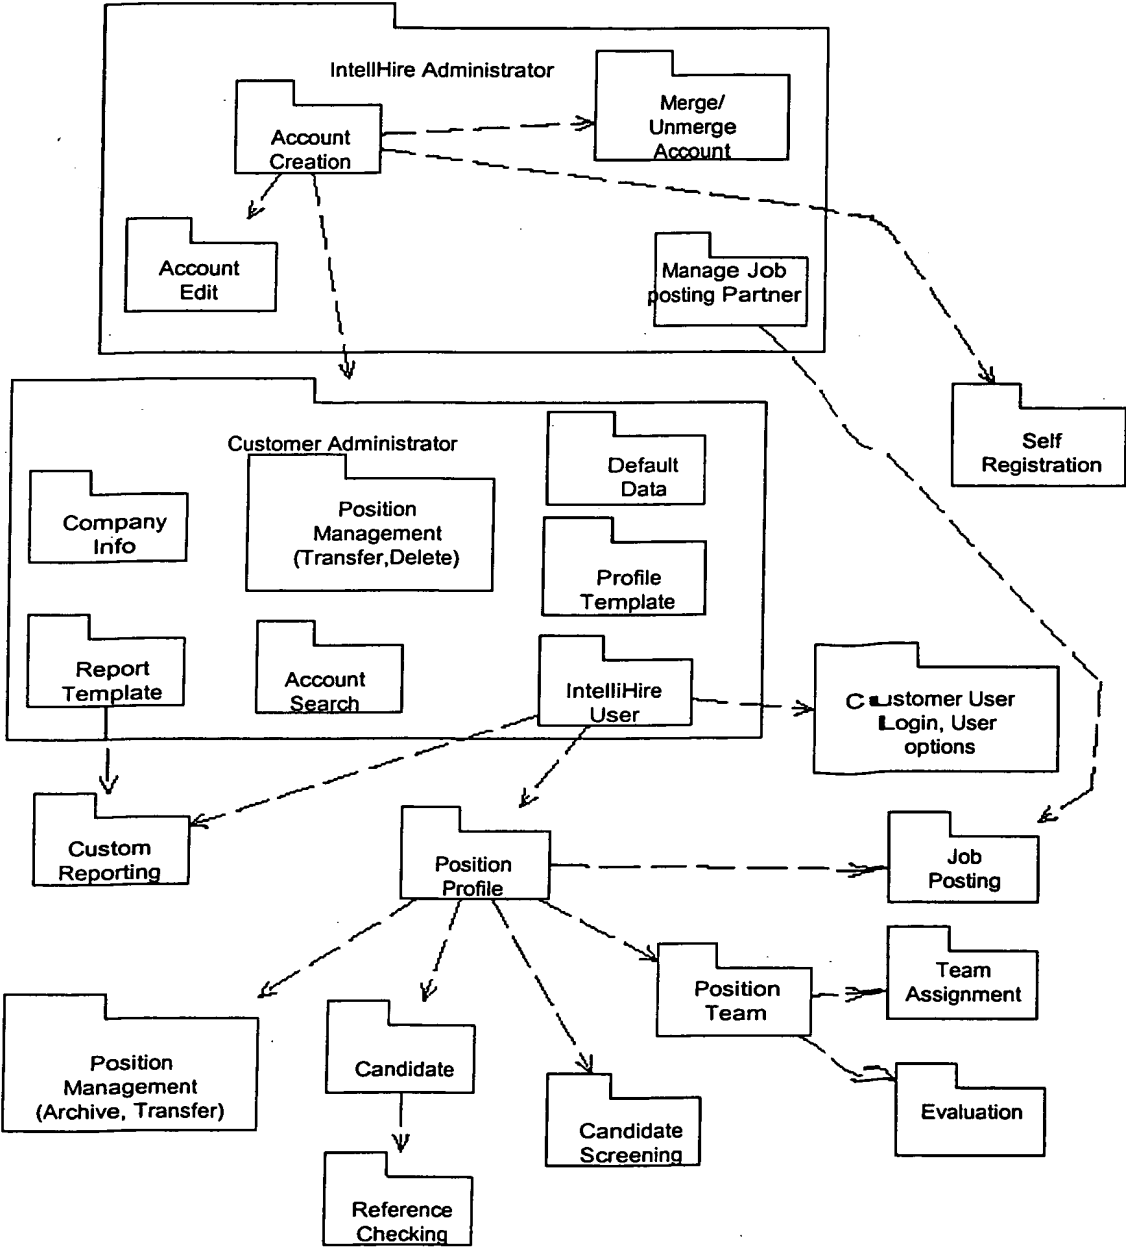 IntellHire Administrator
Merge/
Unmerge
Account
Account
Creation
Account
Edit
Manage Job
posting Partner
Self
Registration
Customer Administrator
Default
Data
Company
Info
Position
Management
(Transfer,Delete)
Profile
Template
Report
Template
Account
Search
IntelliHire
User
Customer User
Login, User
options
Custom
Reporting
Position
Profile
Job
Posting
Team
Assignment
Position
Team
Position
Management
(Archive, Transfer)
Candidate
Candidate
Screening
Evaluation
Reference
Checking